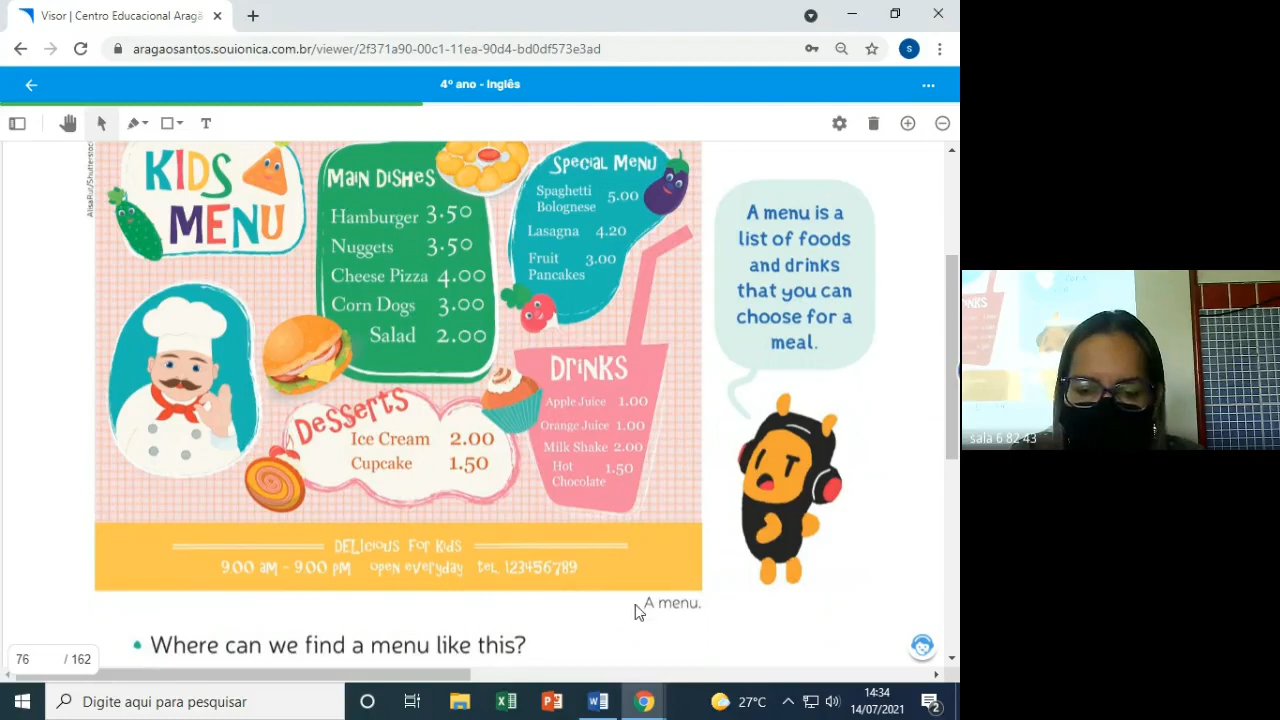 Visor | Centro Educacional Aragã
aragaosantos.souionica.com.br/viewer/2f371a90-00c1-11ea-90d4-bd0df573e3ad
S
4º ano - Inglês
T
KIDS
MENU
MAIN DISHES
Hamburger 3.50
Nuggets 3.50
Cheese Pizza 4.00
Corn Dogs 3.00
Salad 2.00
SPECIAL MENU
Spaghetti
Bolognese 5.00
Lasagna 4.20
Fruit
Pancakes 3.00
DRINKS
Apple Juice 1.00
Orange Juice 1.00
Milk Shake 2.00
Hot
Chocolate 1.50
DESSERTS
Ice Cream 2.00
Cupcake 1.50
DELICIOUS FOR KIDS
9.00 AM - 9.00 PM OPEN EVERYDAY TEL. 123456789
A menu.
A menu is a
list of foods
and drinks
that you can
choose for a
meal.
Where can we find a menu like this?
76 / 162
sala 6 82 43
Digite aqui para pesquisar
27°C
14:34
14/07/2021
2